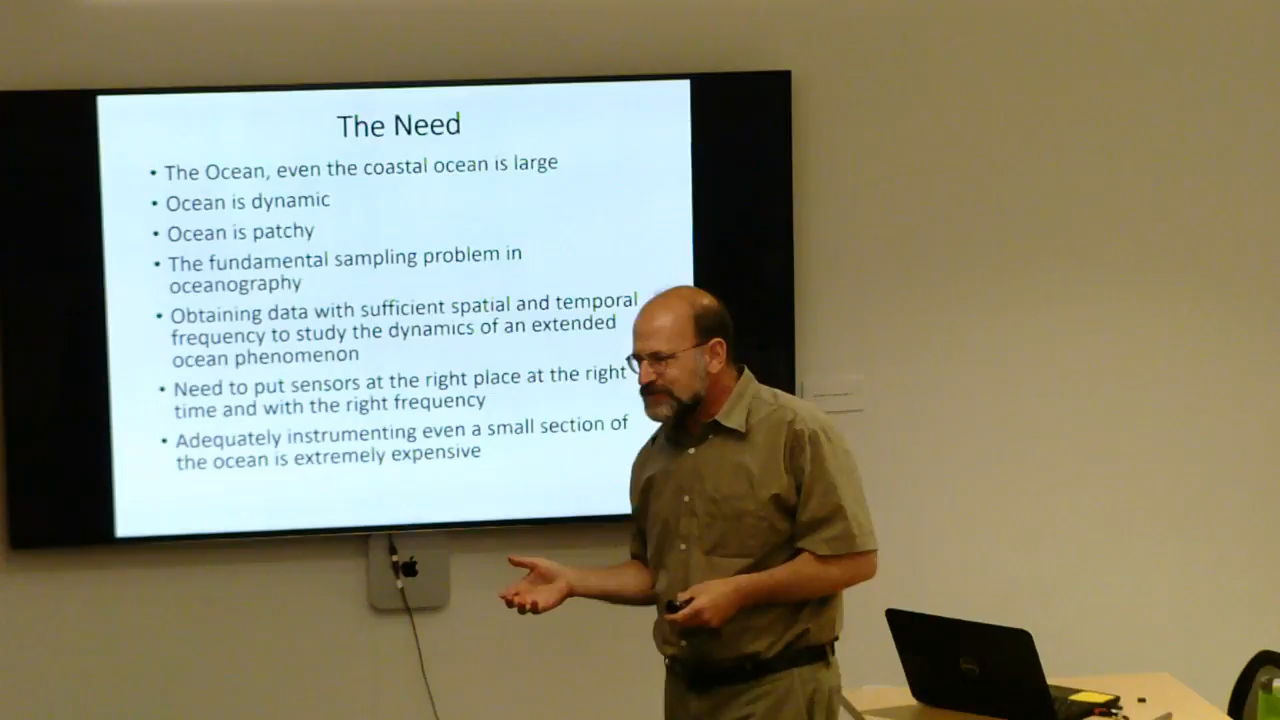 The Need
• The Ocean, even the coastal ocean is large
• Ocean is dynamic
• Ocean is patchy
• The fundamental sampling problem in
oceanography
• Obtaining data with sufficient spatial and temporal
frequency to study the dynamics of an extended
ocean phenomenon
• Need to put sensors at the right place at the right
time and with the right frequency
• Adequately instrumenting even a small section of
the ocean is extremely expensive